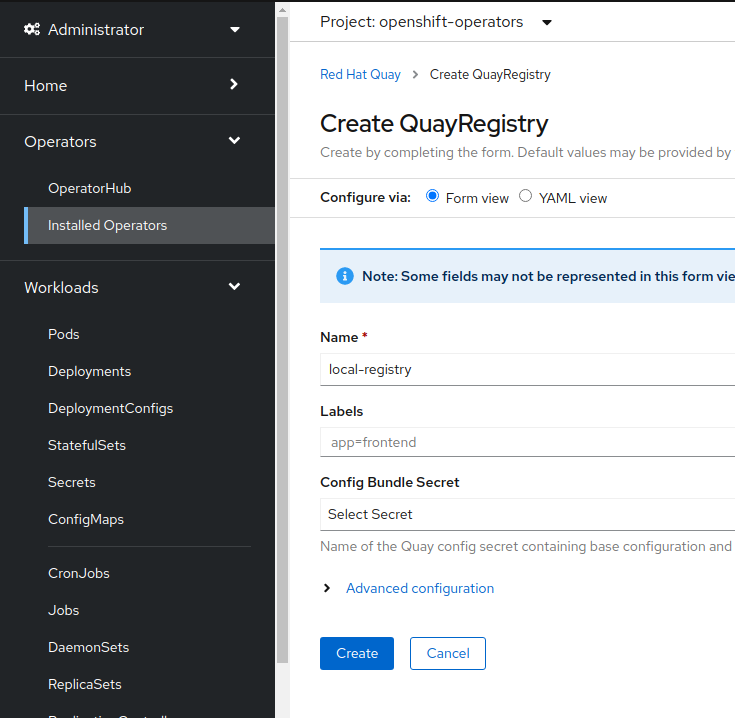 Administrator
Home
Operators
OperatorHub
Installed Operators
Workloads
Pods
Deployments
DeploymentConfigs
StatefulSets
Secrets
ConfigMaps
CronJobs
Jobs
DaemonSets
ReplicaSets
Project: openshift-operators
Red Hat Quay > Create QuayRegistry
Create QuayRegistry
Create by completing the form. Default values may be provided by
Configure via: Form view YAML view
Note: Some fields may not be represented in this form vie
Name *
local-registry
Labels
app=frontend
Config Bundle Secret
Select Secret
Name of the Quay config secret containing base configuration and
Advanced configuration
Create Cancel